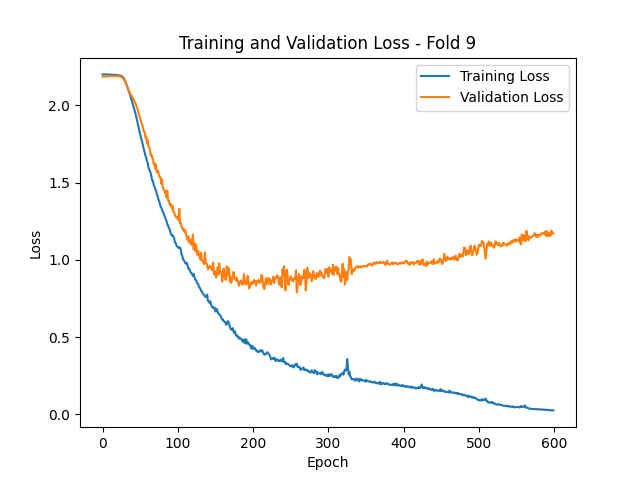 Training and Validation Loss - Fold 9
Training Loss
Validation Loss
2.0
1.5
1.0
0.5
0.0
Loss
0 100 200 300 400 500 600
Epoch